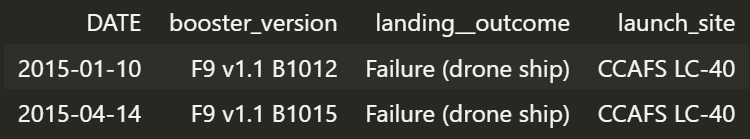 DATE booster_version landing__outcome launch_site
2015-01-10 F9 v1.1 B1012 Failure (drone ship) CCAFS LC-40
2015-04-14 F9 v1.1 B1015 Failure (drone ship) CCAFS LC-40